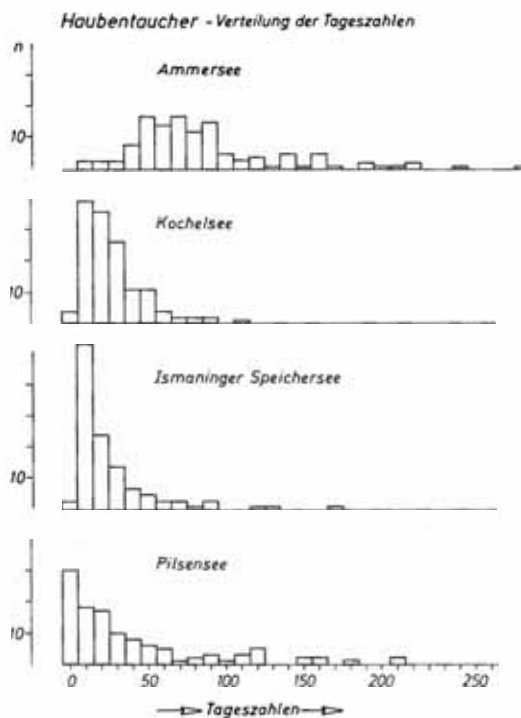 Haubentaucher - Verteilung der Tageszahlen
n
Ammersee
10
Kochelsee
10
Ismaninger Speichersee
10
Pilsensee
10
0 50 100 150 200 250
Tageszahlen